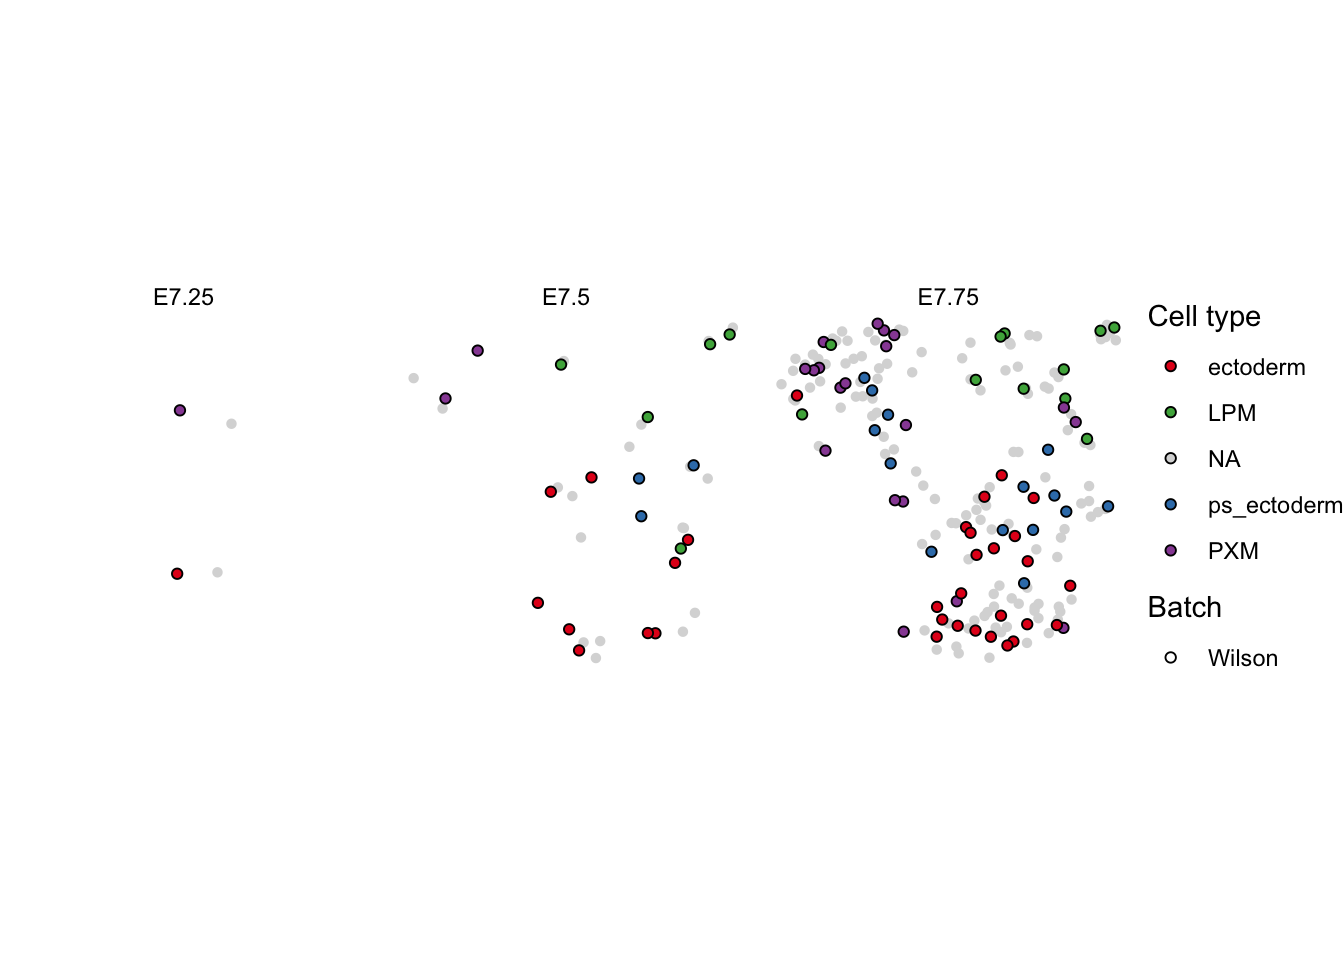 E7.25
E7.5
E7.75
Cell type
ectoderm
LPM
NA
ps_ectoderm
PXM
Batch
Wilson